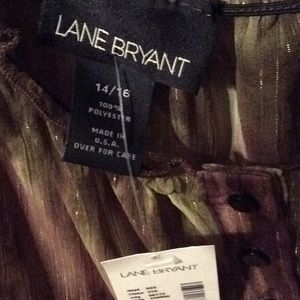 LANE BRYANT
14/16
100%
POLYESTER
MADE IN
U.S.A.
OVER FOR CARE
LANE BRYANT